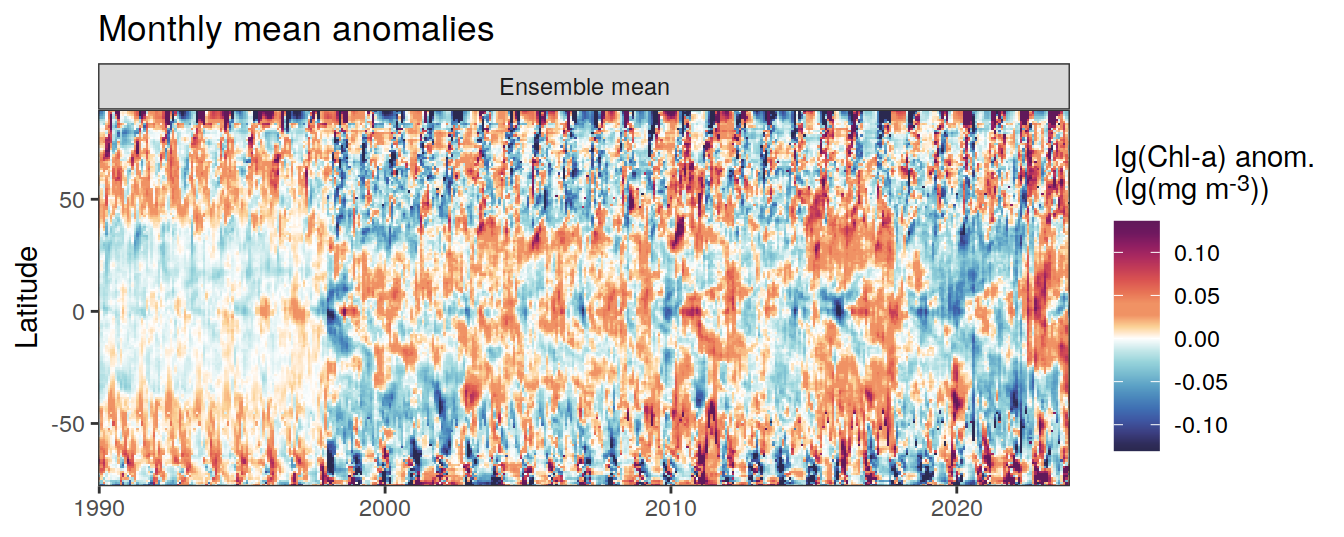 Monthly mean anomalies
Ensemble mean
Latitude
50
0
-50
1990
2000
2010
2020
lg(Chl-a) anom.
(lg(mg m-3))
0.10
0.05
0.00
-0.05
-0.10